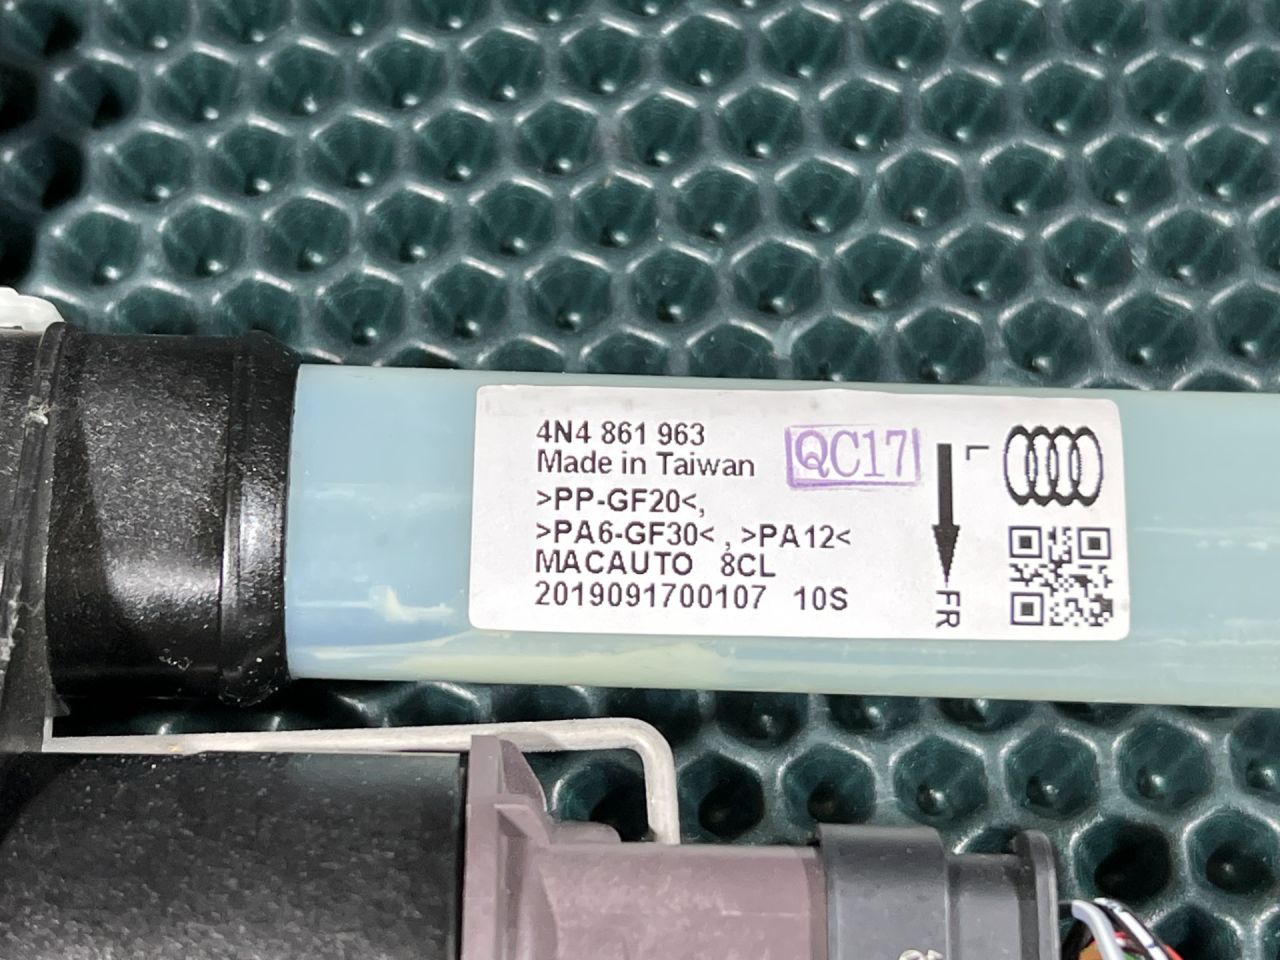 4N4 861 963
Made in Taiwan
QC17
>PP-GF20<,
>PA6-GF30< , >PA12<
MACAUTO 8CL
2019091700107 10S
L
FR